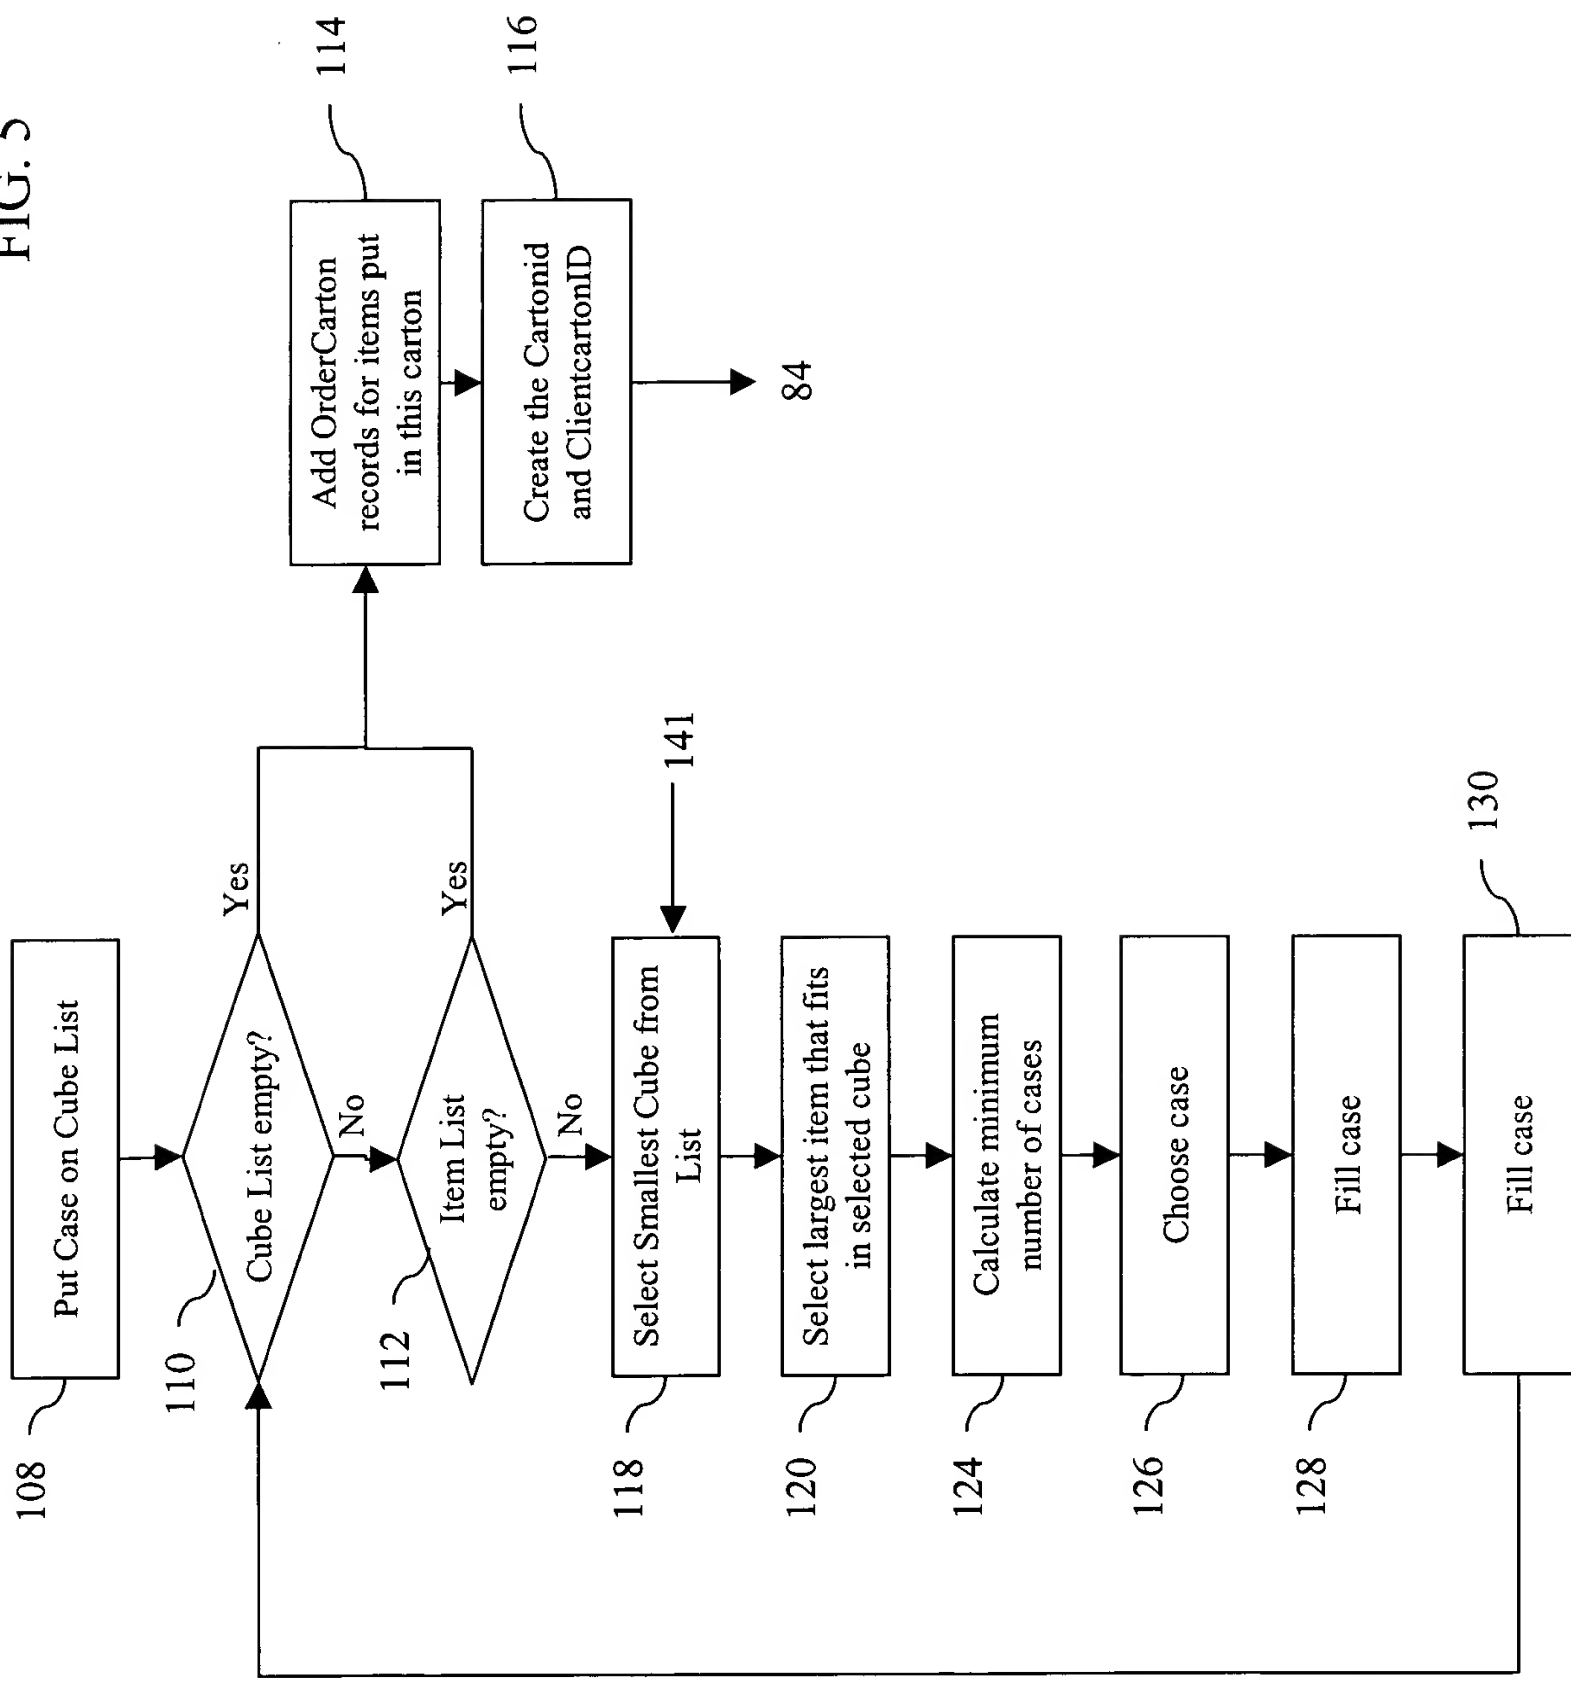 FIG. 5
108
Put Case on Cube List
110
Cube List empty?
Yes
No
112
Item List
empty?
Yes
No
114
Add OrderCarton
records for items put
in this carton
116
Create the Cartonid
and ClientcartonID
84
141
118
Select Smallest Cube from
List
120
Select largest item that fits
in selected cube
124
Calculate minimum
number of cases
126
Choose case
128
Fill case
130
Fill case